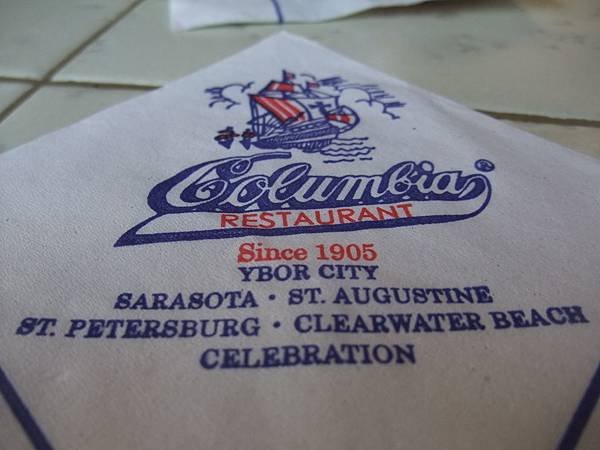 Columbia®
RESTAURANT
Since 1905
YBOR CITY
SARASOTA · ST. AUGUSTINE
ST. PETERSBURG · CLEARWATER BEACH
CELEBRATION